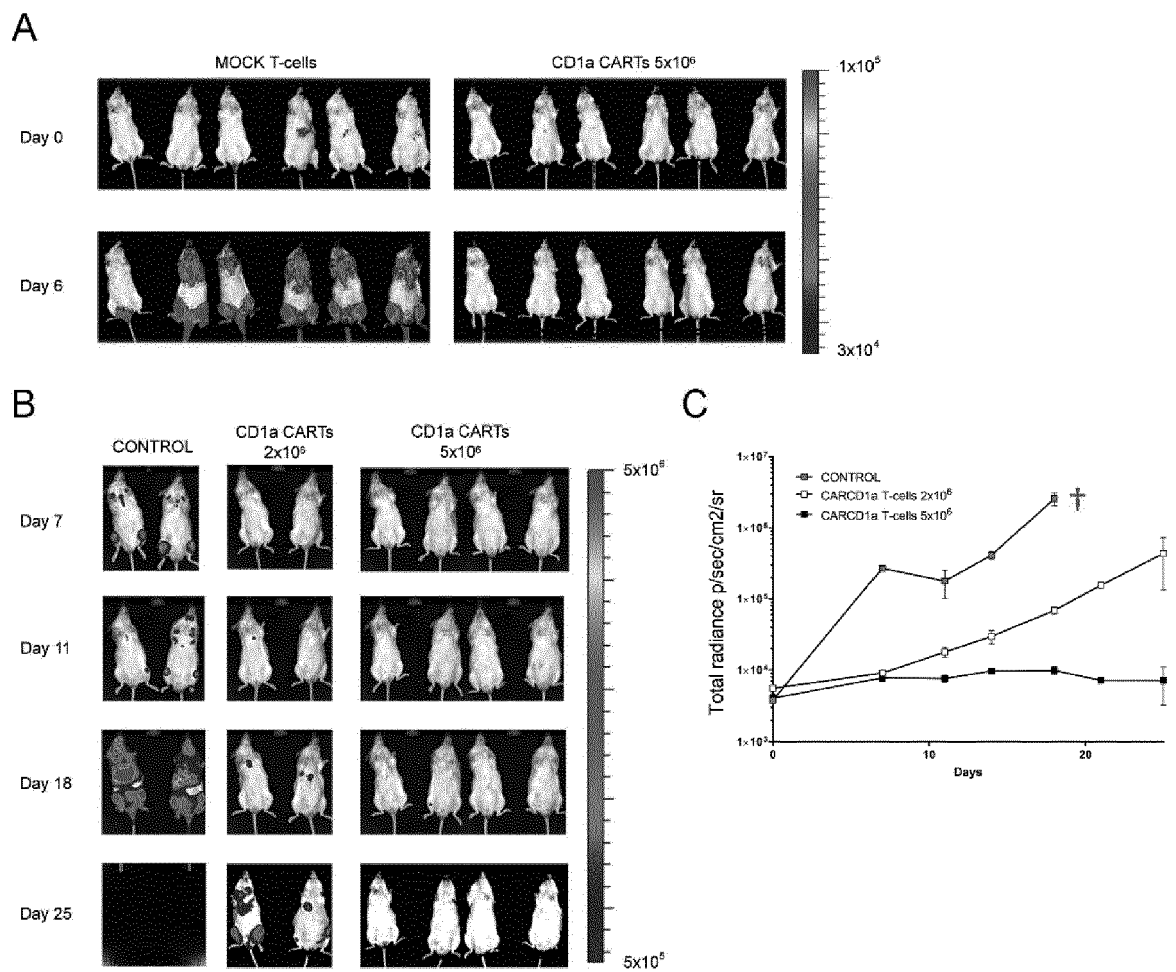 A
MOCK T-cells
CD1a CARTs 5x10⁶
1x10⁵
Day 0
Day 6
3x10⁴
B
CONTROL
CD1a CARTs
2x10⁶
CD1a CARTs
5x10⁶
5x10⁶
Day 7
Day 11
Day 18
Day 25
5x10⁵
C
Total radiance p/sec/cm2/sr
1×10⁷
1×10⁶
1×10⁵
1×10⁴
1×10³
CONTROL
CARCD1a T-cells 2x10⁶
CARCD1a T-cells 5x10⁶
†
0
10
20
Days